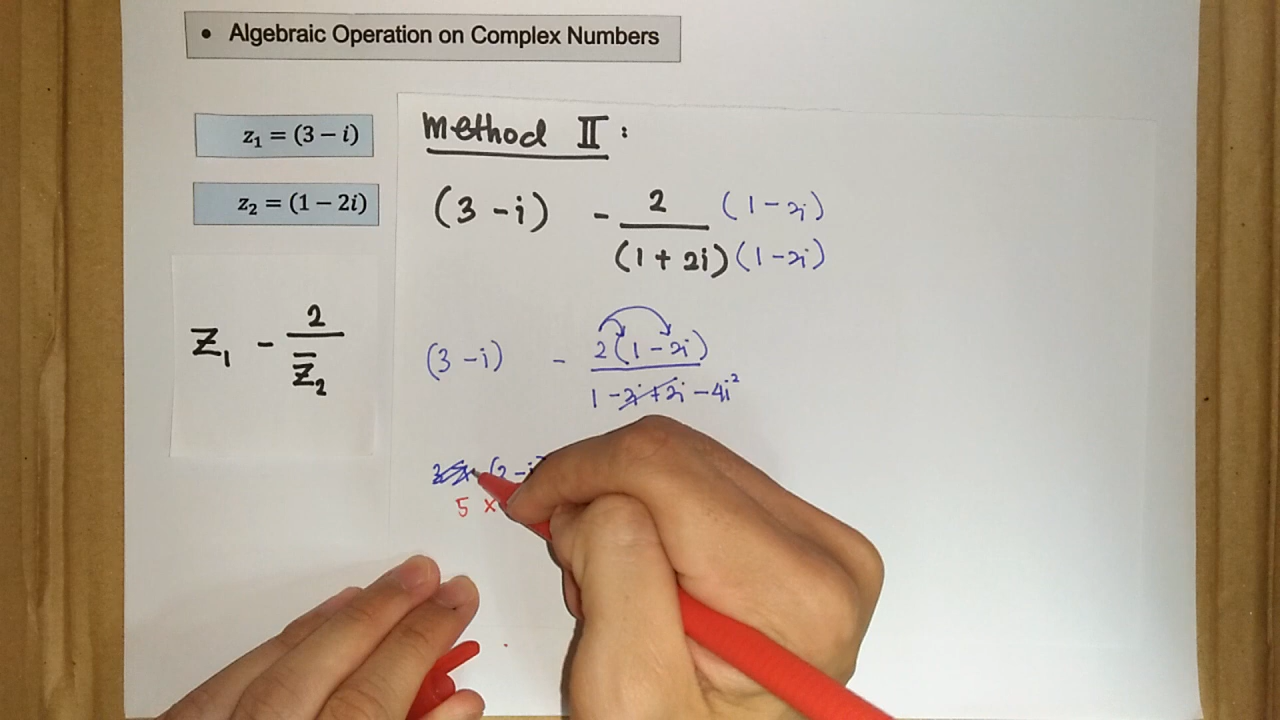 • Algebraic Operation on Complex Numbers
z₁ = (3 − i)
z₂ = (1 − 2i)
Z₁ - 2/Z̄₂
Method II :
(3 - i) - 2 (1 - 2i) / (1 + 2i)(1 - 2i)
(3 - i) - 2(1 - 2i) / 1 - 2i + 2i - 4i²
5 ×